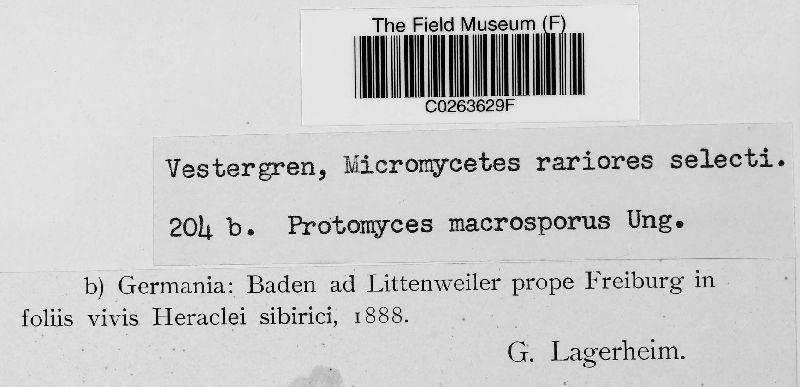 The Field Museum (F)
C0263629F
Vestergren, Micromycetes rariores selecti.
204 b. Protomyces macrosporus Ung.
b) Germania: Baden ad Littenweiler prope Freiburg in
foliis vivis Heraclei sibirici, 1888.
G. Lagerheim.